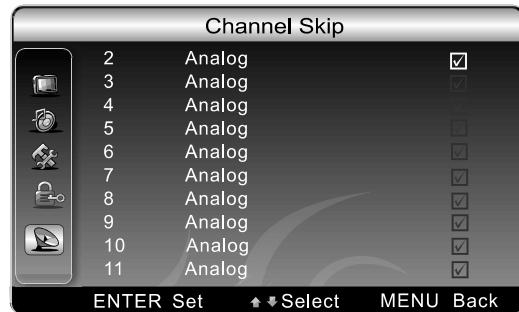 Channel Skip
2 Analog
3 Analog
4 Analog
5 Analog
6 Analog
7 Analog
8 Analog
9 Analog
10 Analog
11 Analog
ENTER Set Select MENU Back